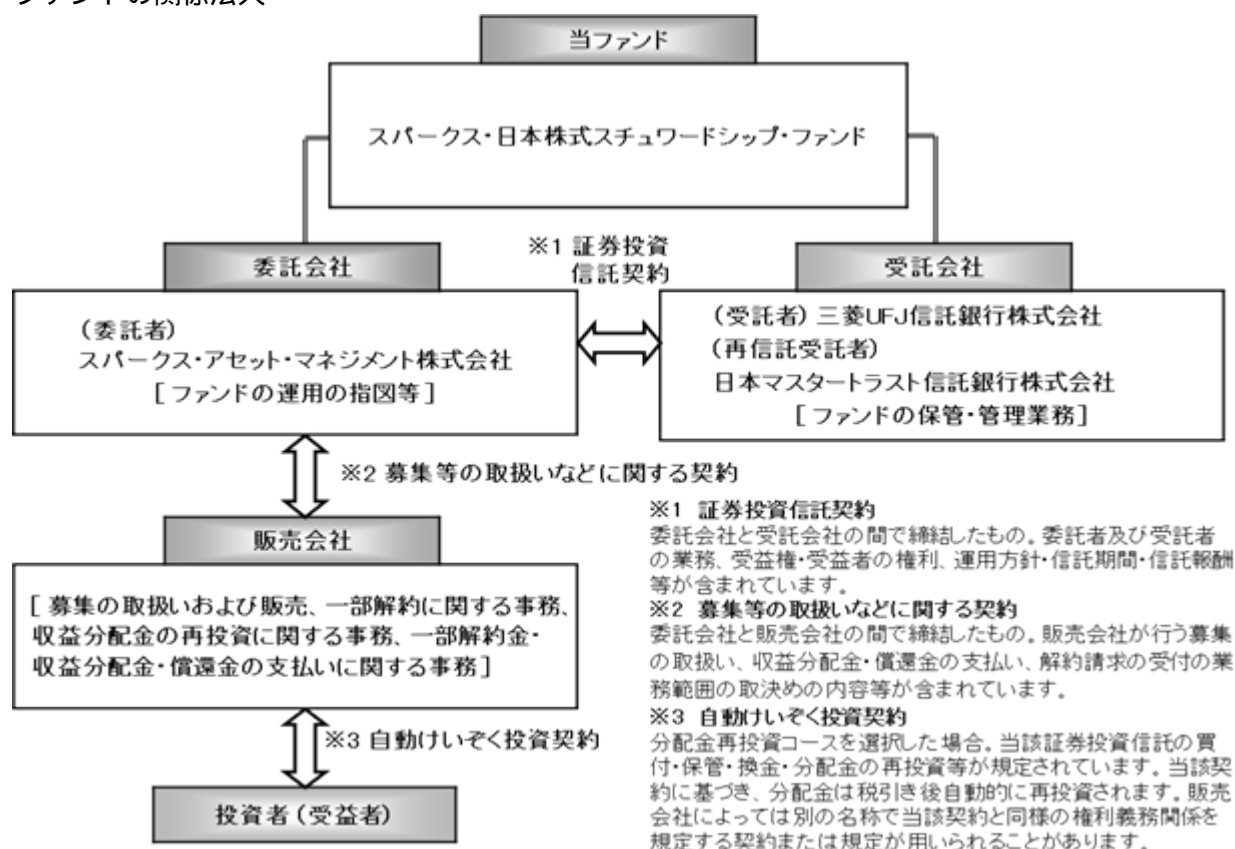 ファンドの関係法人
当ファンド
スパークス・日本株式スチュワードシップ・ファンド
委託会社
※1 証券投資
信託契約
受託会社
(委託者)
スパークス・アセット・マネジメント株式会社
[ファンドの運用の指図等]
(受託者) 三菱UFJ信託銀行株式会社
(再信託受託者)
日本マスタートラスト信託銀行株式会社
[ファンドの保管・管理業務]
※2 募集等の取扱いなどに関する契約
販売会社
[ 募集の取扱いおよび販売、一部解約に関する事務、
収益分配金の再投資に関する事務、一部解約金・
収益分配金・償還金の支払いに関する事務]
※3 自動けいぞく投資契約
投資者(受益者)
※1 証券投資信託契約
委託会社と受託会社の間で締結したもの。委託者及び受託者
の業務、受益権・受益者の権利、運用方針・信託期間・信託報酬
等が含まれています。
※2 募集等の取扱いなどに関する契約
委託会社と販売会社の間で締結したもの。販売会社が行う募集
の取扱い、収益分配金・償還金の支払い、解約請求の受付の業
務範囲の取決めの内容等が含まれています。
※3 自動けいぞく投資契約
分配金再投資コースを選択した場合。当該証券投資信託の買
付・保管・換金・分配金の再投資等が規定されています。当該契
約に基づき、分配金は税引き後自動的に再投資されます。販売
会社によっては別の名称で当該契約と同様の権利義務関係を
規定する契約または規定が用いられることがあります。